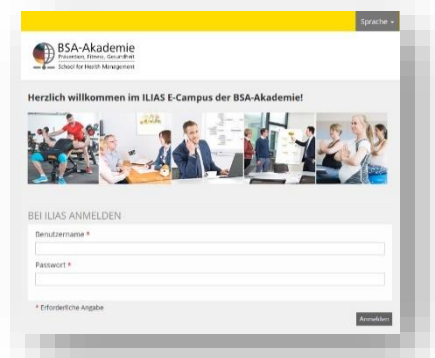 Sprache
BSA-Akademie
Prävention, Fitness, Gesundheit
School for Health Management
Herzlich willkommen im ILIAS E-Campus der BSA-Akademie!
BEI ILIAS ANMELDEN
Benutzername *
Passwort *
* Erforderliche Angabe
Anmelden